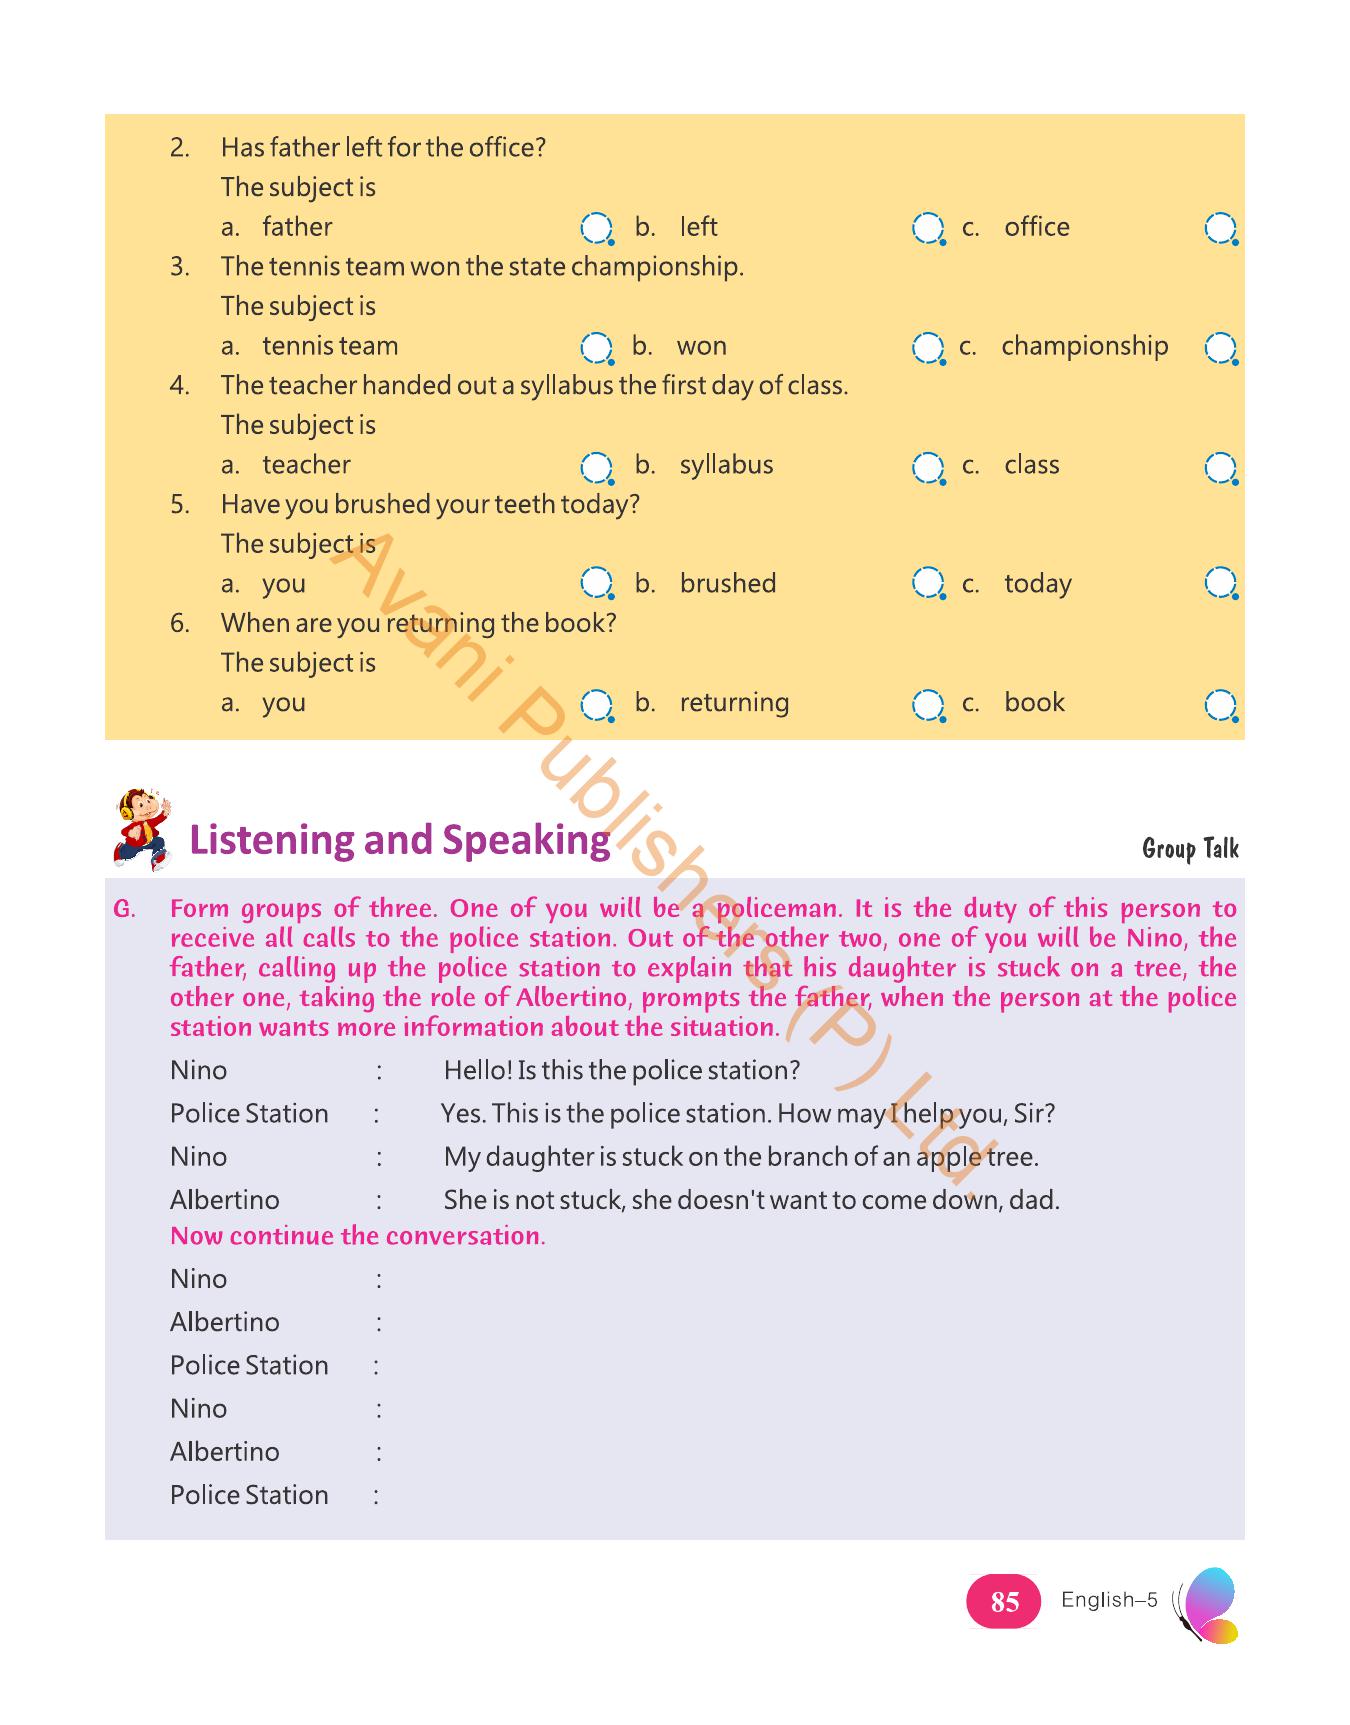 2. Has father left for the office?
The subject is
a. father b. left c. office
3. The tennis team won the state championship.
The subject is
a. tennis team b. won c. championship
4. The teacher handed out a syllabus the first day of class.
The subject is
a. teacher b. syllabus c. class
5. Have you brushed your teeth today?
The subject is
a. you b. brushed c. today
6. When are you returning the book?
The subject is
a. you b. returning c. book
Avani Publishers (P) Ltd.
Listening and Speaking
Group Talk
G. Form groups of three. One of you will be a policeman. It is the duty of this person to
receive all calls to the police station. Out of the other two, one of you will be Nino, the
father, calling up the police station to explain that his daughter is stuck on a tree, the
other one, taking the role of Albertino, prompts the father, when the person at the police
station wants more information about the situation.
Nino : Hello! Is this the police station?
Police Station : Yes. This is the police station. How may I help you, Sir?
Nino : My daughter is stuck on the branch of an apple tree.
Albertino : She is not stuck, she doesn't want to come down, dad.
Now continue the conversation.
Nino :
Albertino :
Police Station :
Nino :
Albertino :
Police Station :
85 English–5